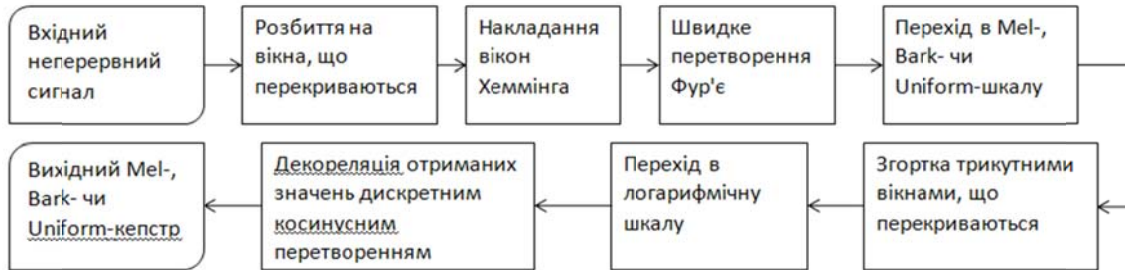 Вхідний
неперервний
сигнал
Розбиття на
вікна, що
перекриваються
Накладання
вікон
Хеммінга
Швидке
перетворення
Фур'є
Перехід в Mel-,
Bark- чи
Uniform-шкалу
Згортка трикутними
вікнами, що
перекриваються
Перехід в
логарифмічну
шкалу
Декореляція отриманих
значень дискретним
косинусним
перетворенням
Вихідний Mel-,
Bark- чи
Uniform-кепстр